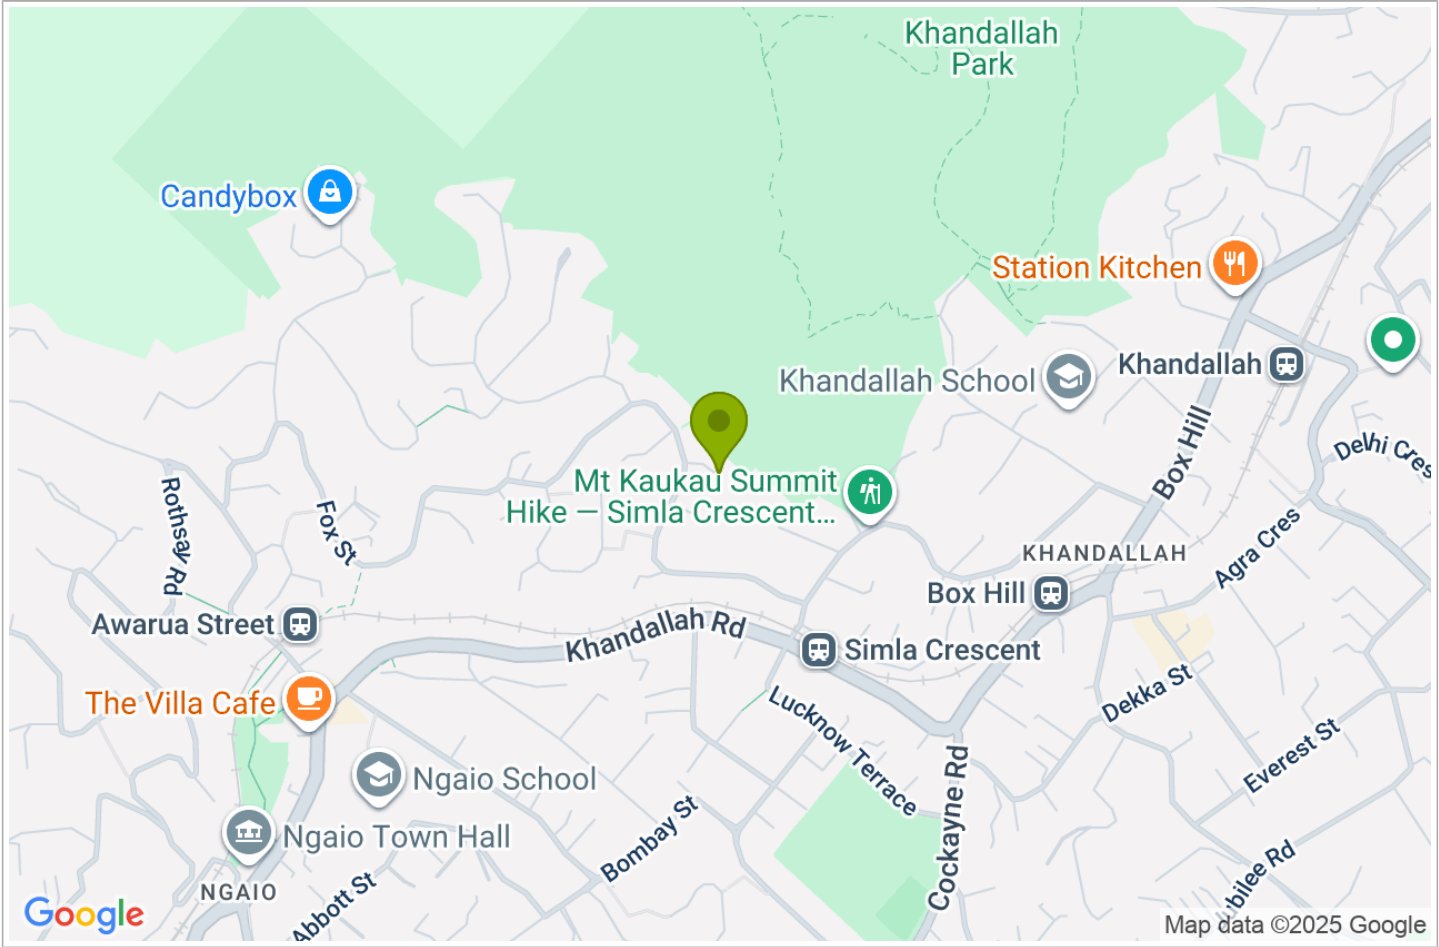 Khandallah
Park
Candybox
Station Kitchen
Khandallah School
Khandallah
Box Hill
Delhi Cres
Mt Kaukau Summit
Hike — Simla Crescent...
Rothsay Rd
Fox St
KHANDALLAH
Agra Cres
Box Hill
Awarua Street
Khandallah Rd
Simla Crescent
The Villa Cafe
Dekka St
Lucknow Terrace
Everest St
Ngaio School
Cockayne Rd
Ngaio Town Hall
Bombay St
ubilee Rd
NGAIO
Abbott St
Google
Map data ©2025 Google